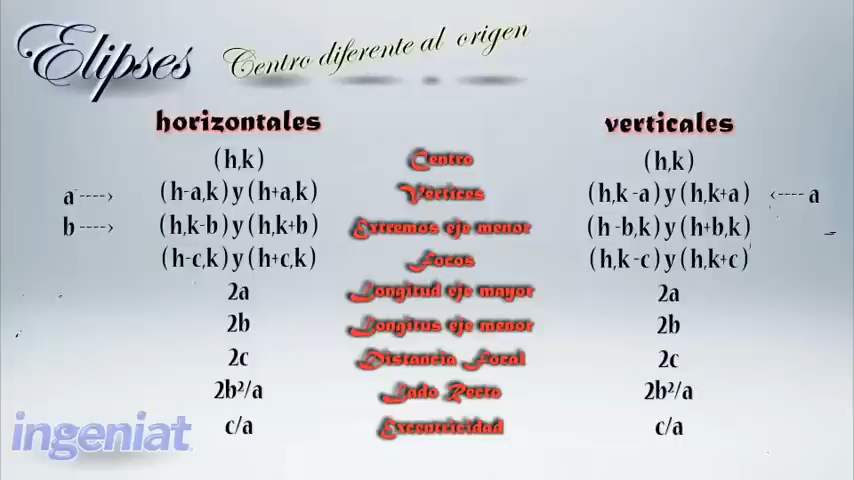 Elipses Centro diferente al origen
horizontales verticales
(h,k) Centro (h,k)
a ----> (h-a,k) y (h+a,k) Vertices (h,k -a) y (h,k+a) <---- a
b ----> (h,k-b) y (h,k+b) Extremos eje menor (h -b,k) y (h+b,k)
(h-c,k) y (h+c,k) Focos (h,k -c) y (h,k+c)
2a Longitud eje mayor 2a
2b Longitus eje menor 2b
2c Distancia Focal 2c
2b²/a Lado Recto 2b²/a
c/a Excentricidad c/a
ingeniat